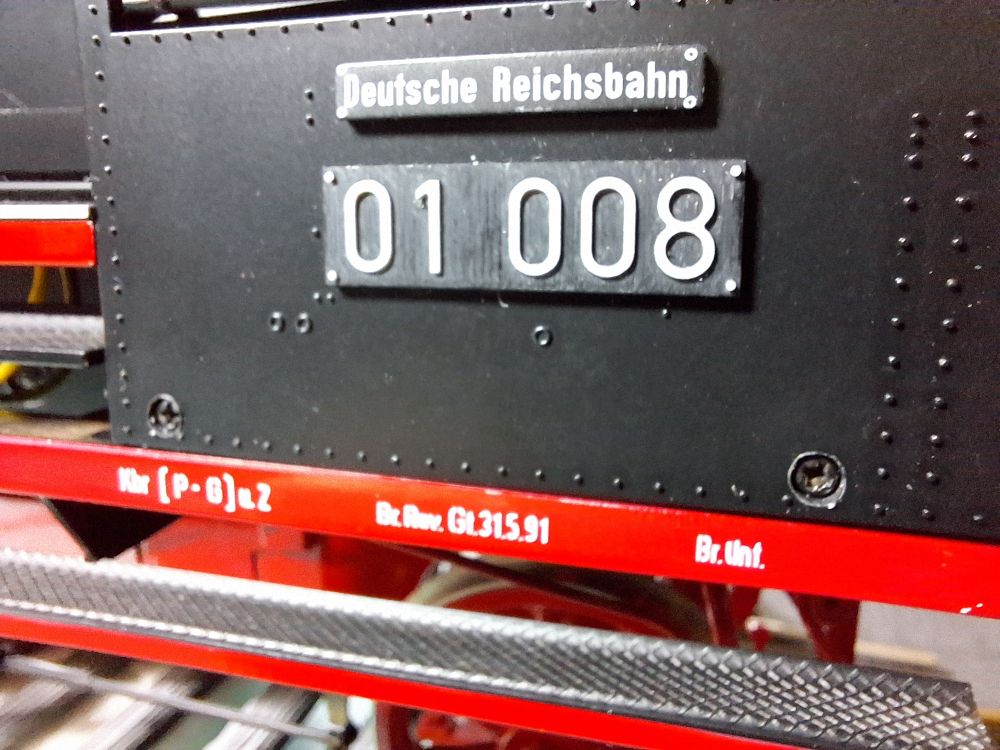 Deutsche Reichsbahn
01 008
Kbr [P-G] u. Z
Br. Rev. Gt. 31.5.91
Br. Unt.